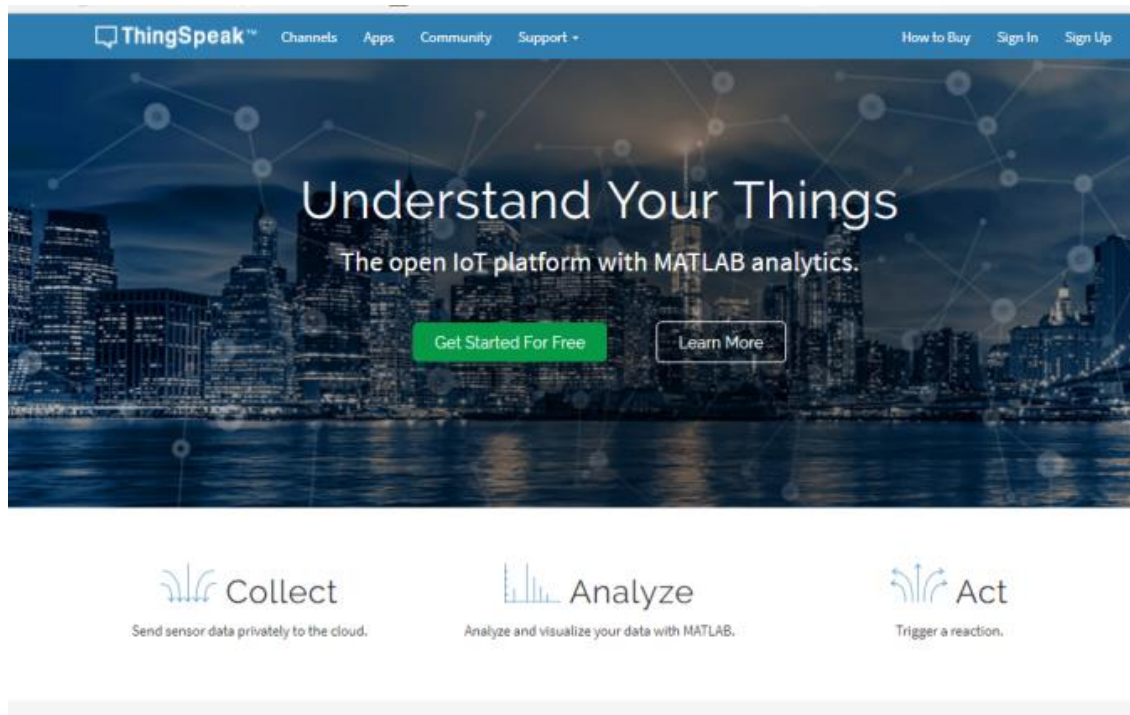 ThingSpeak™ Channels Apps Community Support How to Buy Sign In Sign Up
Understand Your Things
The open IoT platform with MATLAB analytics.
Get Started For Free Learn More
Collect Analyze Act
Send sensor data privately to the cloud. Analyze and visualize your data with MATLAB. Trigger a reaction.